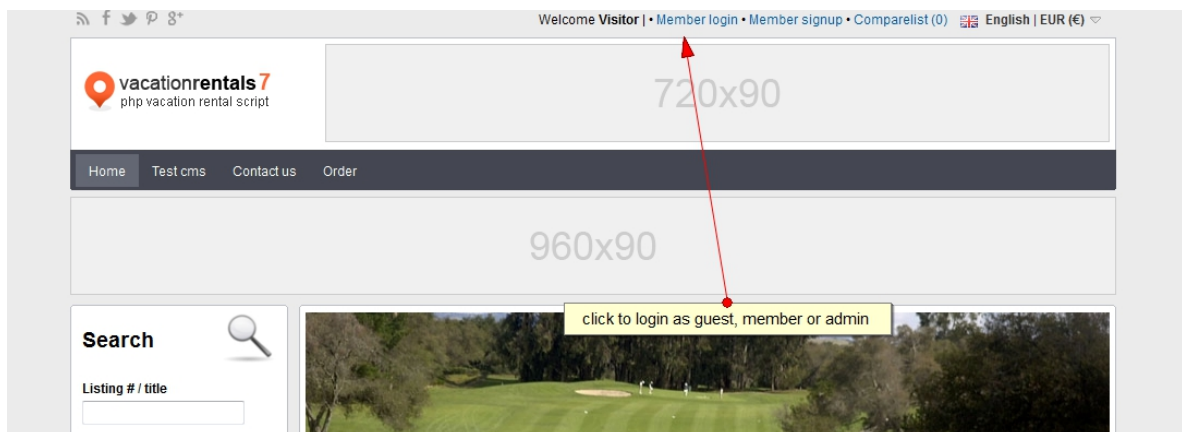 Welcome Visitor | • Member login • Member signup • Comparelist (0) English | EUR (€)
vacationrentals 7
php vacation rental script
720x90
Home Test cms Contact us Order
960x90
click to login as guest, member or admin
Search
Listing # / title